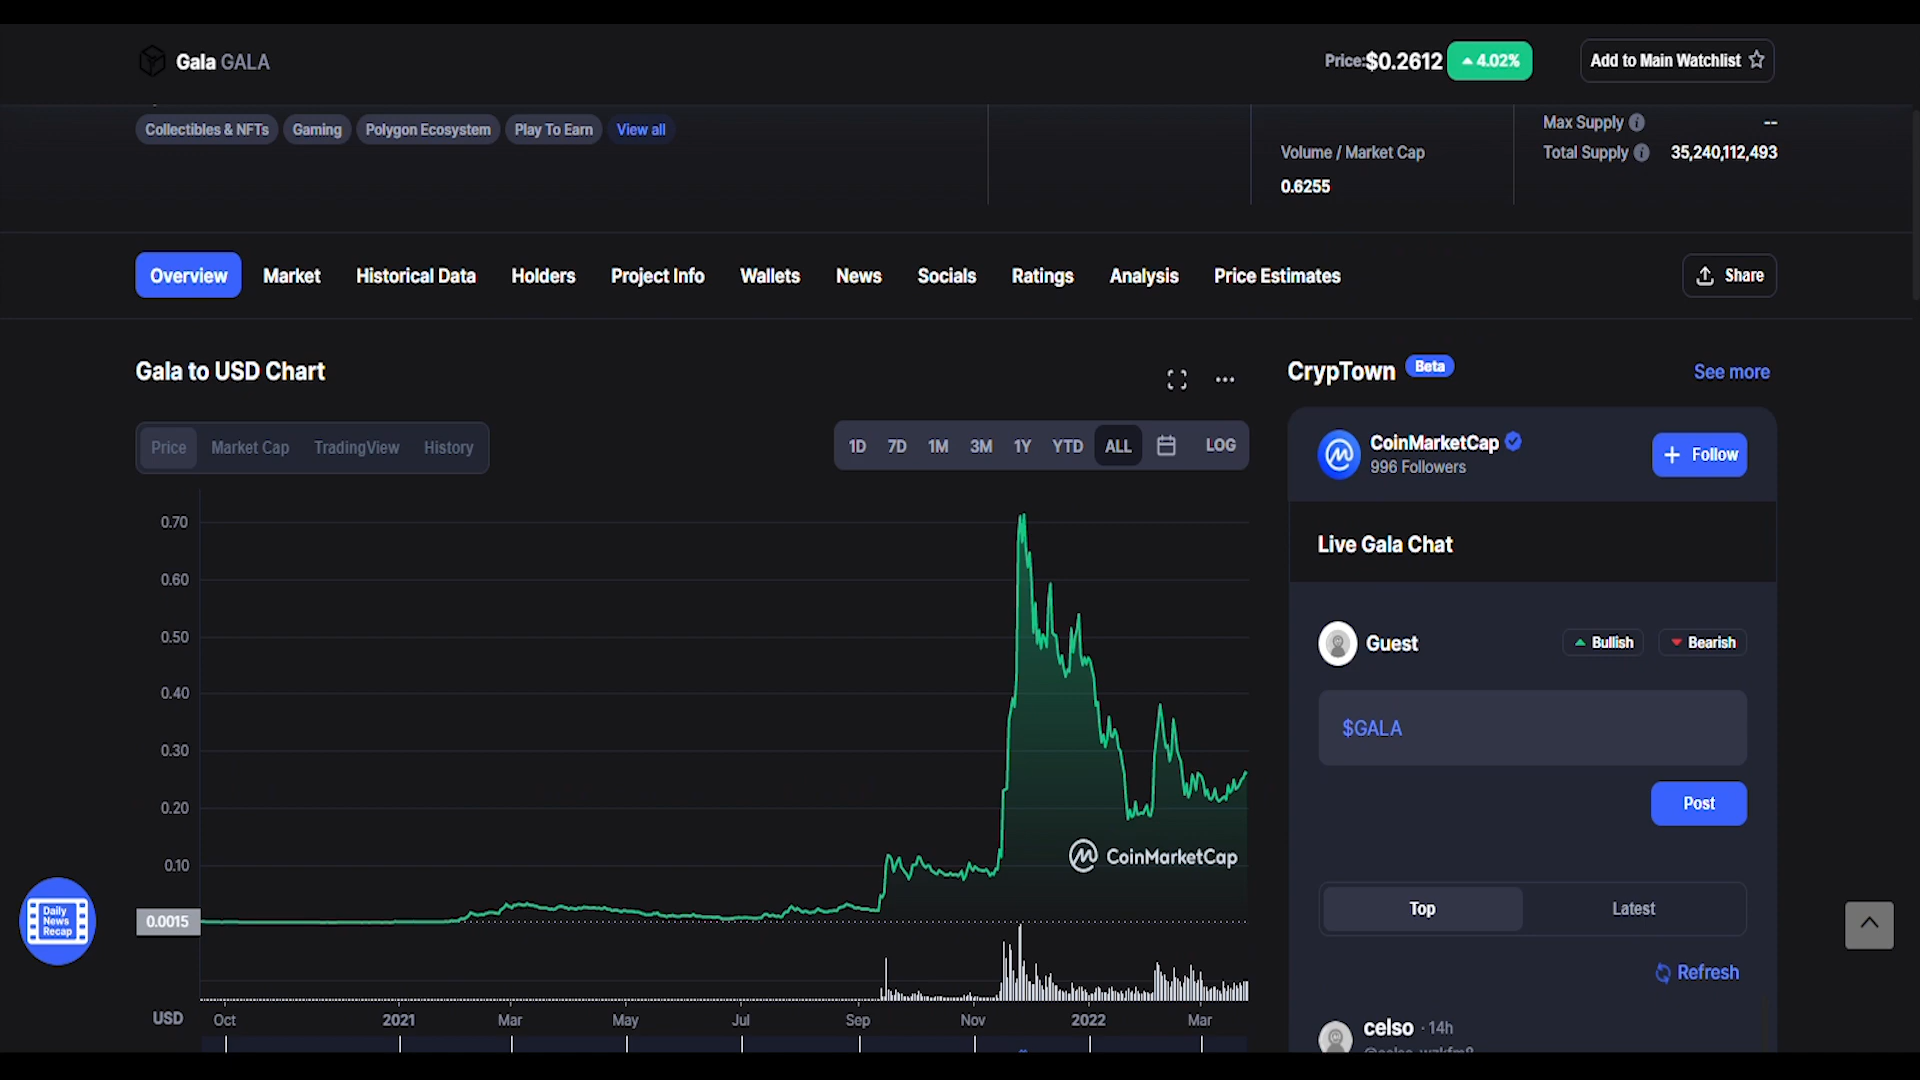 Gala GALA
Price:$0.2612 4.02%
Add to Main Watchlist
Collectibles & NFTs Gaming Polygon Ecosystem Play To Earn View all
Volume / Market Cap
0.6255
Max Supply --
Total Supply 35,240,112,493
Overview Market Historical Data Holders Project Info Wallets News Socials Ratings Analysis Price Estimates
Share
Gala to USD Chart
Price Market Cap TradingView History
1D 7D 1M 3M 1Y YTD ALL LOG
0.70
0.60
0.50
0.40
0.30
0.20
0.10
0.0015
CoinMarketCap
USD Oct 2021 Mar May Jul Sep Nov 2022 Mar
Daily
News
Recap
CrypTown Beta See more
CoinMarketCap
996 Followers
+ Follow
Live Gala Chat
Guest Bullish Bearish
$GALA
Post
Top Latest
Refresh
celso · 14h